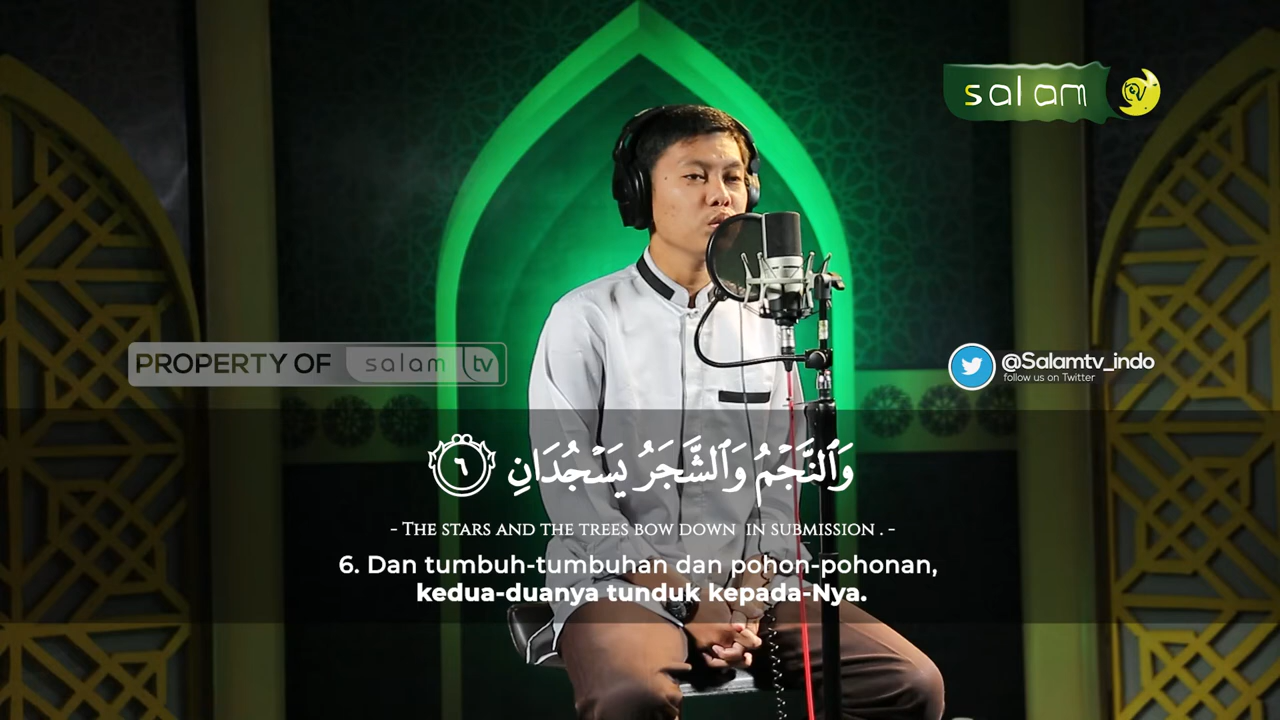 salam
PROPERTY OF salam tv
@Salamtv_indo
follow us on Twitter
وَٱلنَّجْمُ وَٱلشَّجَرُ يَسْجُدَانِ ٦
- THE STARS AND THE TREES BOW DOWN IN SUBMISSION . -
6. Dan tumbuh-tumbuhan dan pohon-pohonan,
kedua-duanya tunduk kepada-Nya.